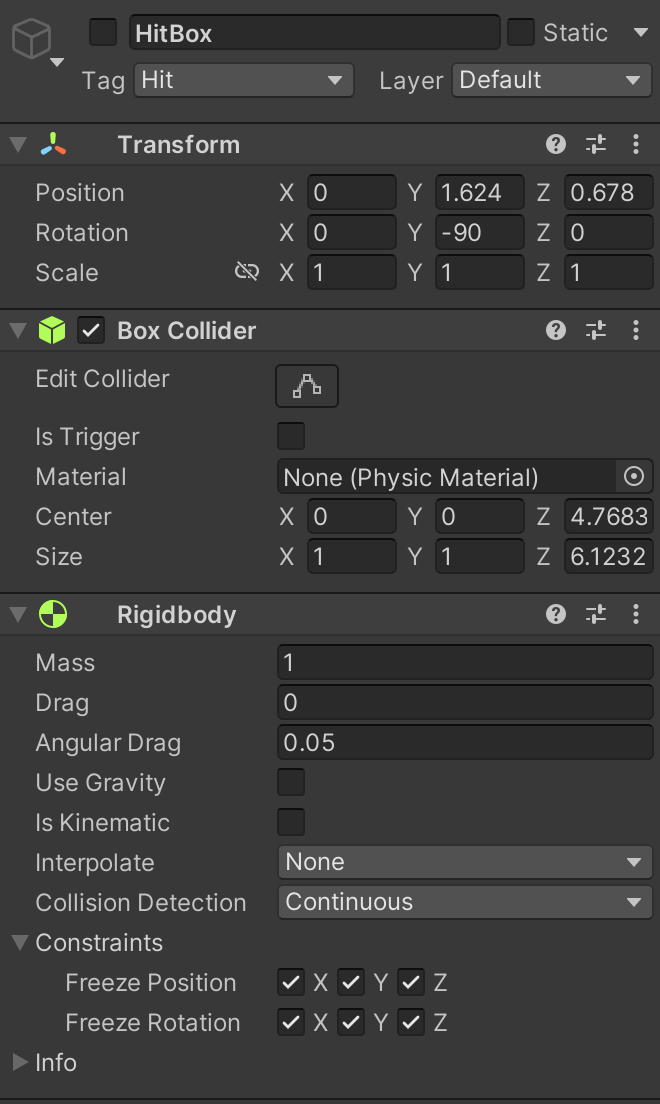 HitBox Static
Tag Hit Layer Default
Transform
Position X 0 Y 1.624 Z 0.678
Rotation X 0 Y -90 Z 0
Scale X 1 Y 1 Z 1
Box Collider
Edit Collider
Is Trigger
Material None (Physic Material)
Center X 0 Y 0 Z 4.7683
Size X 1 Y 1 Z 6.1232
Rigidbody
Mass 1
Drag 0
Angular Drag 0.05
Use Gravity
Is Kinematic
Interpolate None
Collision Detection Continuous
Constraints
Freeze Position X Y Z
Freeze Rotation X Y Z
Info